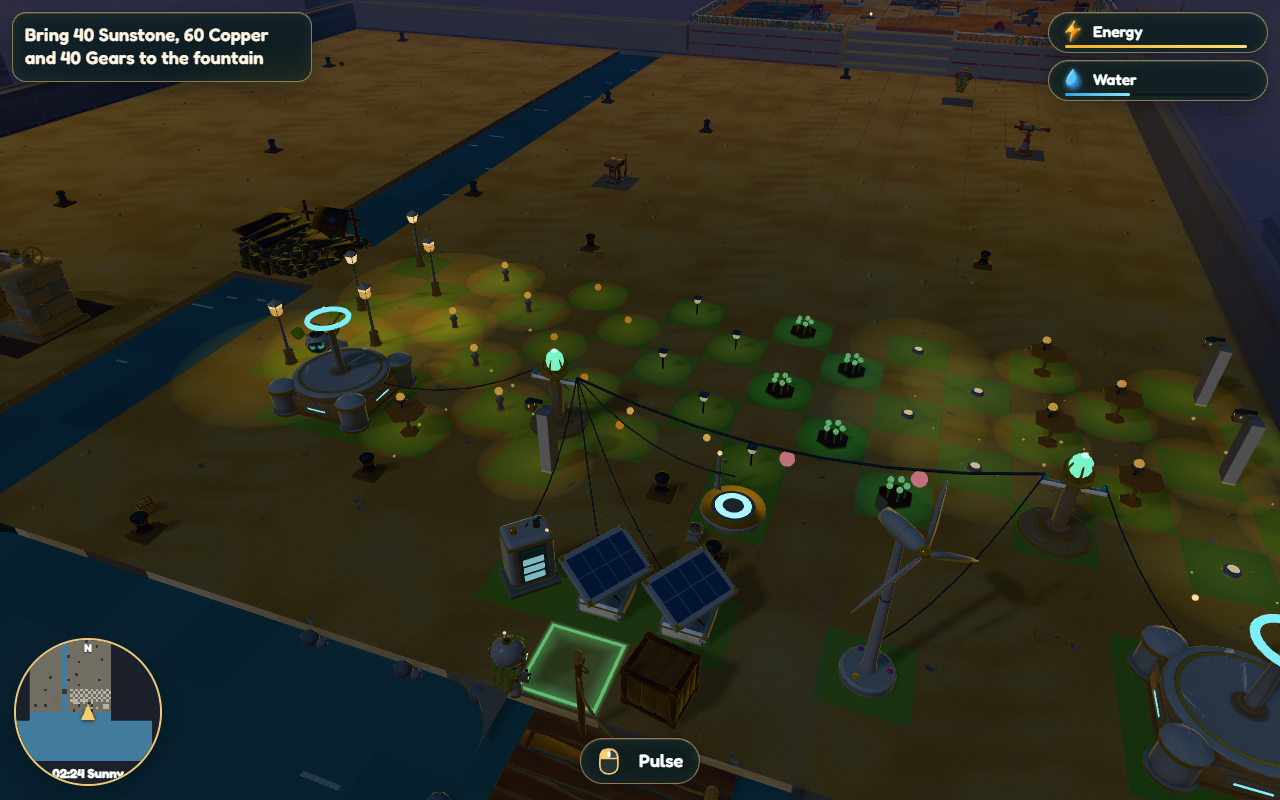 Bring 40 Sunstone, 60 Copper
and 40 Gears to the fountain
Energy
Water
N
02:24 Sunny
Pulse